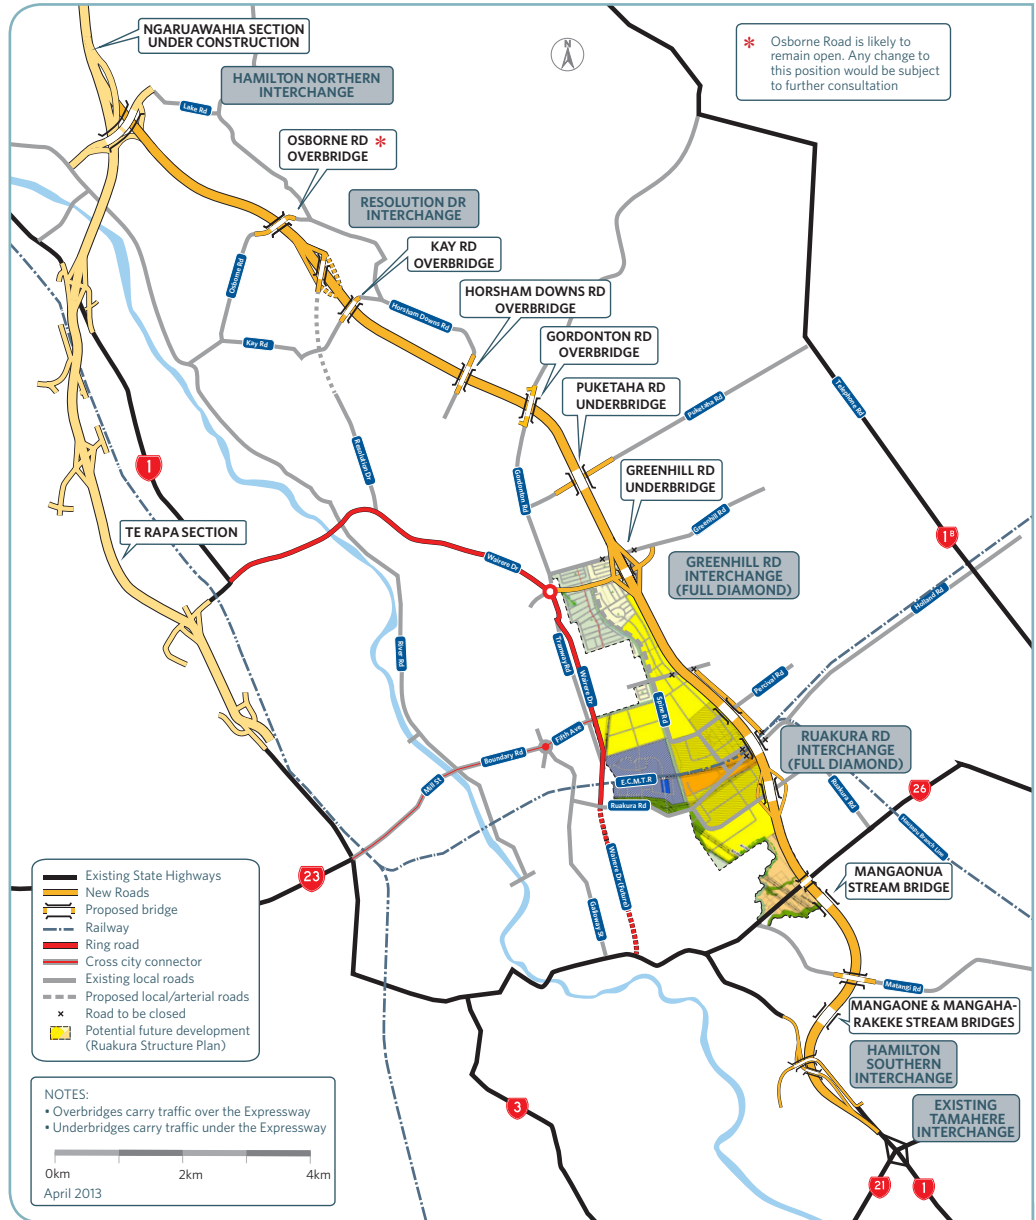 NGARUAWAHIA SECTION
UNDER CONSTRUCTION
HAMILTON NORTHERN
INTERCHANGE
N
* Osborne Road is likely to
remain open. Any change to
this position would be subject
to further consultation
Lake Rd
OSBORNE RD *
OVERBRIDGE
RESOLUTION DR
INTERCHANGE
KAY RD
OVERBRIDGE
Osborne Rd
HORSHAM DOWNS RD
OVERBRIDGE
Horsham Downs Rd
Kay Rd
GORDONTON RD
OVERBRIDGE
PUKETAHA RD
UNDERBRIDGE
Puketaha Rd
Telephone Rd
Resolution Dr
1
GREENHILL RD
UNDERBRIDGE
Gordonton Rd
Greenhill Rd
TE RAPA SECTION
1B
Wairere Dr
GREENHILL RD
INTERCHANGE
(FULL DIAMOND)
Holland Rd
River Rd
Tramway Rd
Wairere Dr
Percival Rd
Spine Rd
Fifth Ave
Boundary Rd
RUAKURA RD
INTERCHANGE
(FULL DIAMOND)
Mill St
E.C.M.T.R
Ruakura Rd
Ruakura Rd
26
Hautapu Branch Line
23
Wairere Dr (Future)
Galloway St
MANGAONUA
STREAM BRIDGE
Existing State Highways
New Roads
Proposed bridge
Railway
Ring road
Cross city connector
Existing local roads
Proposed local/arterial roads
Road to be closed
Potential future development
(Ruakura Structure Plan)
Matangi Rd
MANGAONE & MANGAHA-
RAKEKE STREAM BRIDGES
HAMILTON
SOUTHERN
INTERCHANGE
3
EXISTING
TAMAHERE
INTERCHANGE
21
1
NOTES:
• Overbridges carry traffic over the Expressway
• Underbridges carry traffic under the Expressway
0km 2km 4km
April 2013